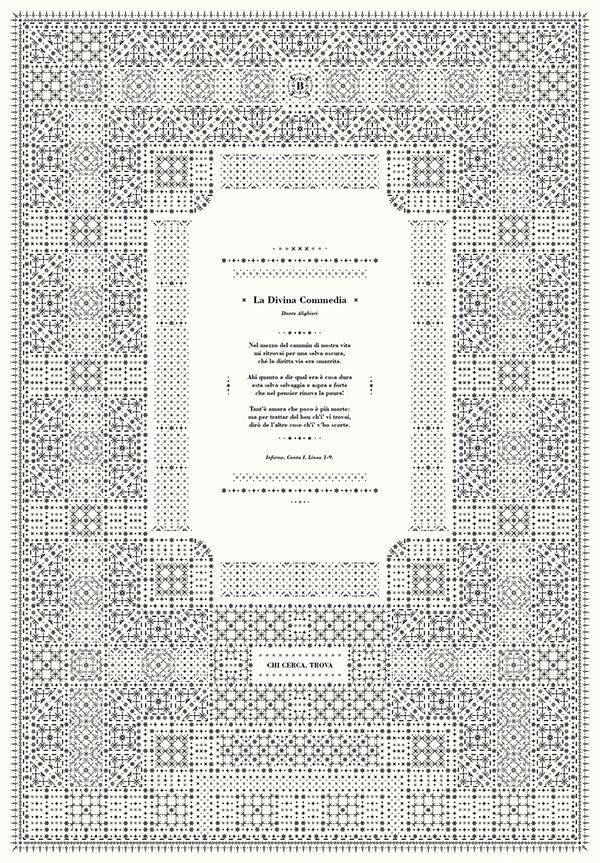 B
La Divina Commedia
Dante Alighieri
Nel mezzo del cammin di nostra vita
mi ritrovai per una selva oscura,
ché la diritta via era smarrita.
Ahi quanto a dir qual era è cosa dura
esta selva selvaggia e aspra e forte
che nel pensier rinova la paura!
Tant'è amara che poco è più morte;
ma per trattar del ben ch'i' vi trovai,
dirò de l'altre cose ch'i' v'ho scorte.
Inferno, Canto I, Lines 1-9.
CHI CERCA, TROVA